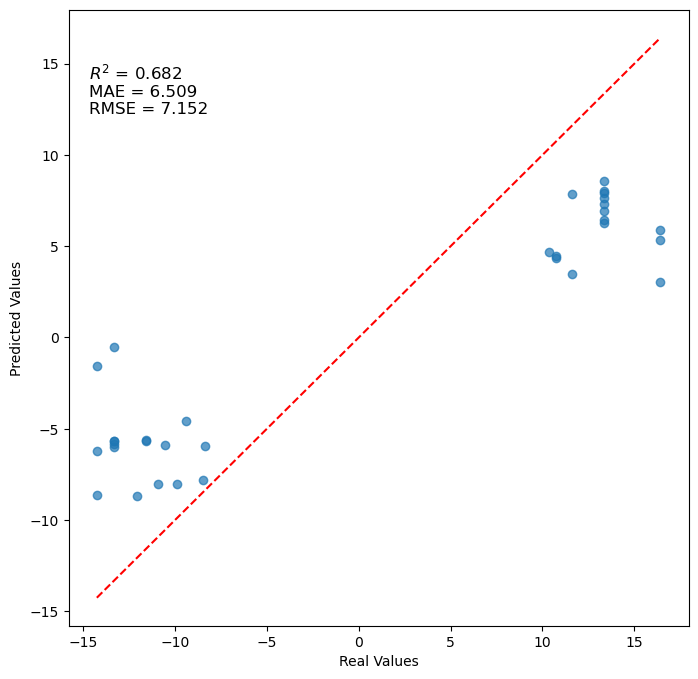 R² = 0.682
MAE = 6.509
RMSE = 7.152
15
10
5
0
−5
−10
−15
Predicted Values
−15 −10 −5 0 5 10 15
Real Values